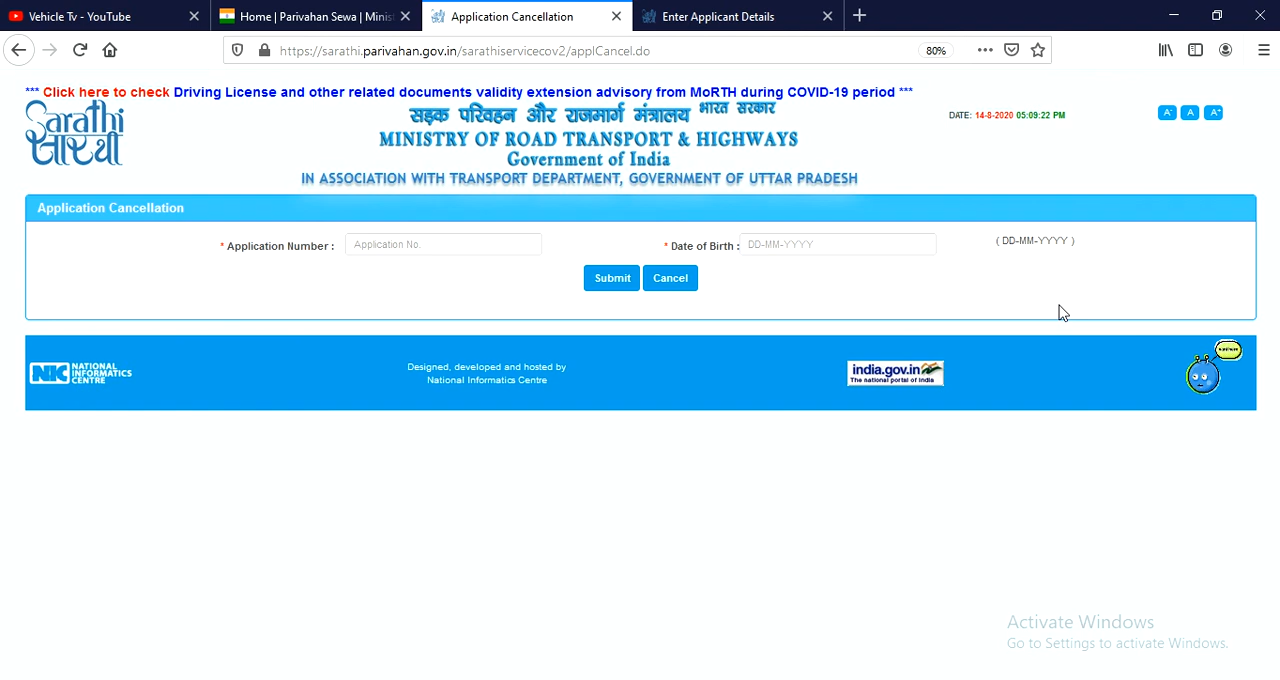 Vehicle Tv - YouTube
Home | Parivahan Sewa | Minist
Application Cancellation
Enter Applicant Details
https://sarathi.parivahan.gov.in/sarathiservicecov2/applCancel.do
80%
*** Click here to check Driving License and other related documents validity extension advisory from MoRTH during COVID-19 period ***
Sarathi
सारथी
सड़क परिवहन और राजमार्ग मंत्रालय भारत सरकार
MINISTRY OF ROAD TRANSPORT & HIGHWAYS
Government of India
IN ASSOCIATION WITH TRANSPORT DEPARTMENT, GOVERNMENT OF UTTAR PRADESH
DATE: 14-8-2020 05:09:22 PM
A- A A+
Application Cancellation
* Application Number : Application No. * Date of Birth : DD-MM-YYYY ( DD-MM-YYYY )
Submit Cancel
NIC NATIONAL INFORMATICS CENTRE
Designed, developed and hosted by
National Informatics Centre
india.gov.in
The national portal of India
Activate Windows
Go to Settings to activate Windows.